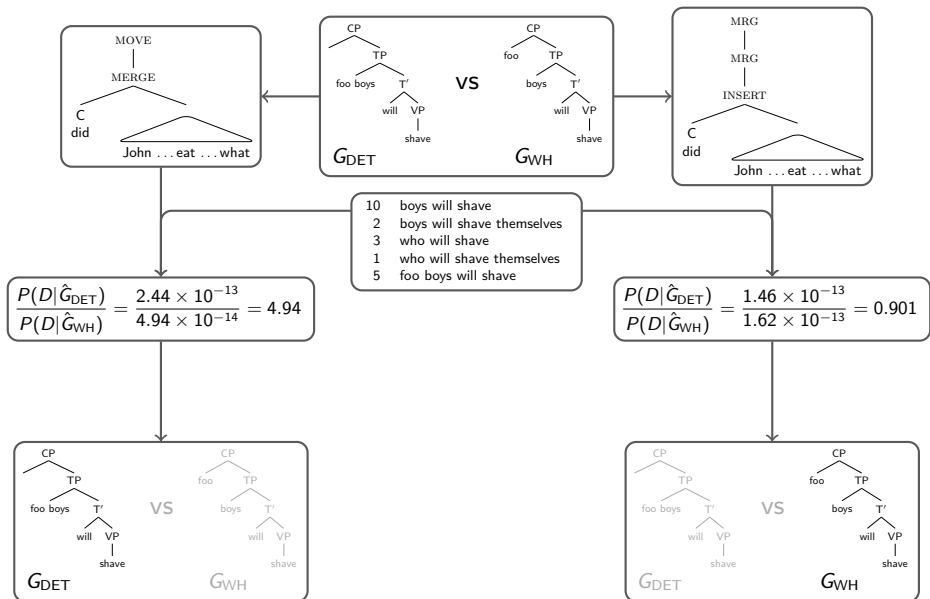 MOVE
MERGE
C
did
John ... eat ... what
CP
TP
foo boys T′
will VP
shave
G_DET
vs
CP
foo TP
boys T′
will VP
shave
G_WH
MRG
MRG
INSERT
C
did
John ... eat ... what
10 boys will shave
2 boys will shave themselves
3 who will shave
1 who will shave themselves
5 foo boys will shave
P(D|Ĝ_DET) / P(D|Ĝ_WH) = 2.44 × 10⁻¹³ / 4.94 × 10⁻¹⁴ = 4.94
P(D|Ĝ_DET) / P(D|Ĝ_WH) = 1.46 × 10⁻¹³ / 1.62 × 10⁻¹³ = 0.901
CP
TP
foo boys T′
will VP
shave
G_DET
vs
CP
foo TP
boys T′
will VP
shave
G_WH
CP
TP
foo boys T′
will VP
shave
G_DET
vs
CP
foo TP
boys T′
will VP
shave
G_WH